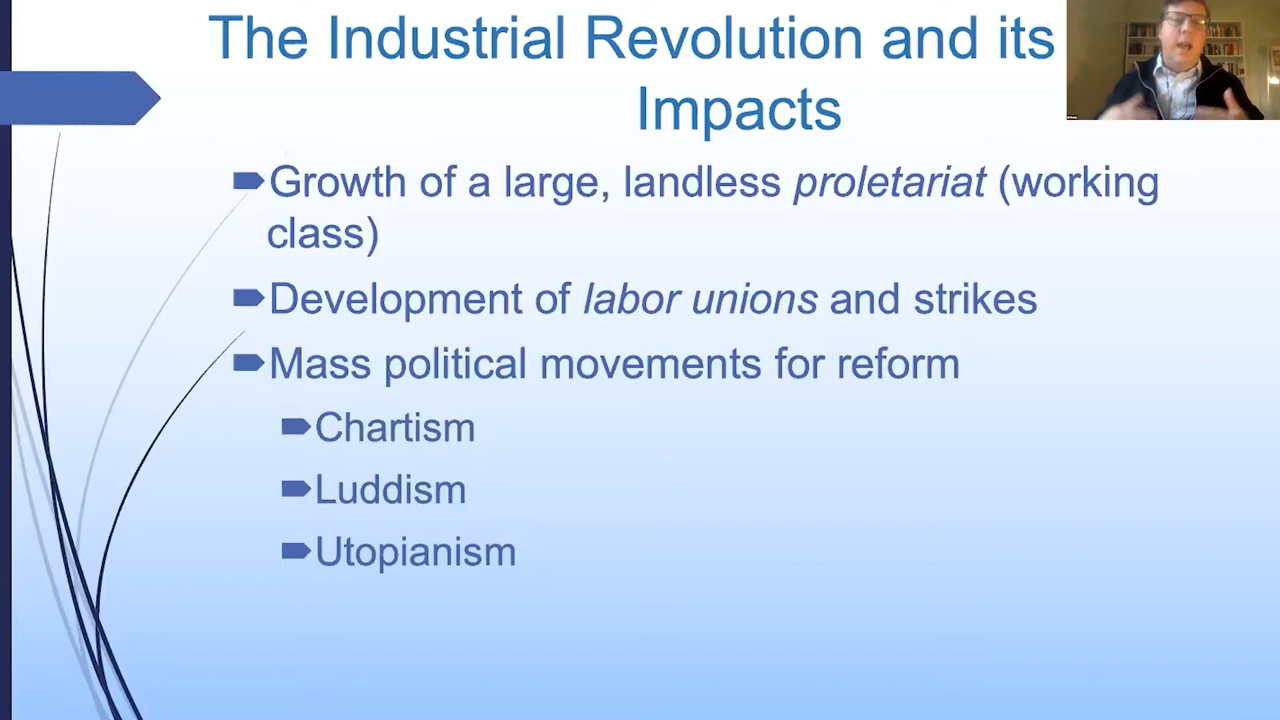 The Industrial Revolution and its
Impacts
Growth of a large, landless proletariat (working
class)
Development of labor unions and strikes
Mass political movements for reform
Chartism
Luddism
Utopianism